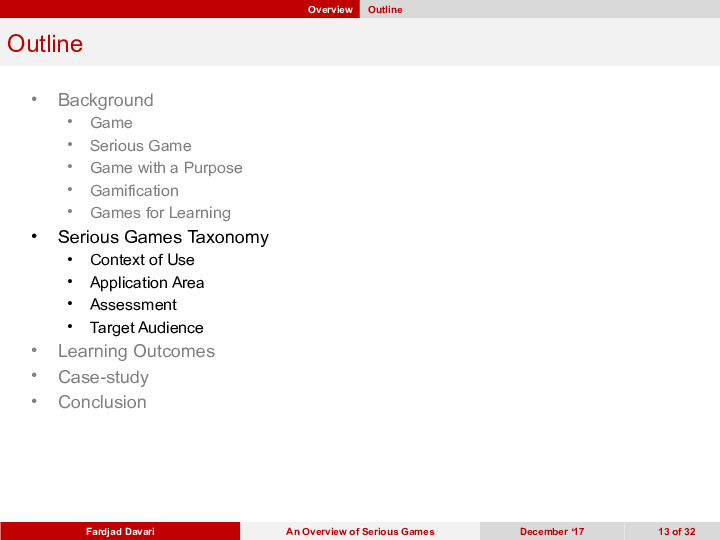 Overview Outline
Outline
• Background
• Game
• Serious Game
• Game with a Purpose
• Gamification
• Games for Learning
• Serious Games Taxonomy
• Context of Use
• Application Area
• Assessment
• Target Audience
• Learning Outcomes
• Case-study
• Conclusion
Fardjad Davari An Overview of Serious Games December ‘17 13 of 32